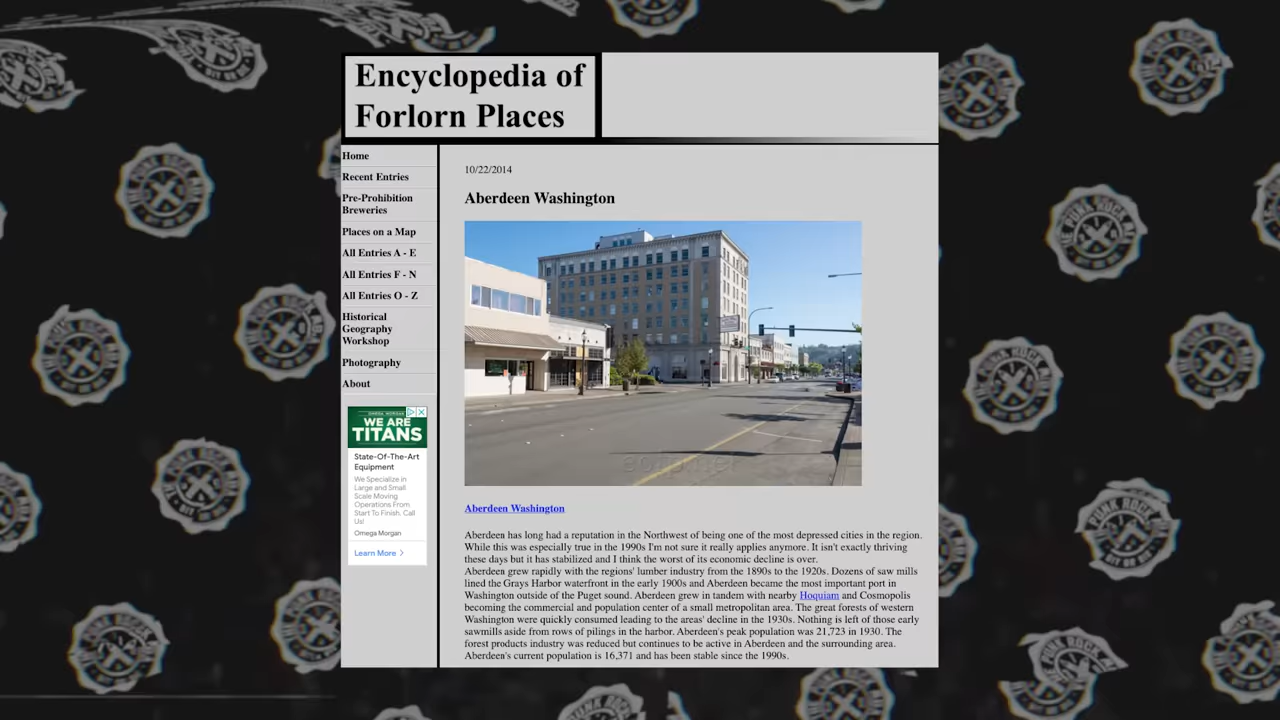 Encyclopedia of
Forlorn Places
Home
Recent Entries
Pre-Prohibition
Breweries
Places on a Map
All Entries A - E
All Entries F - N
All Entries O - Z
Historical
Geography
Workshop
Photography
About
OMEGA MORGAN
WE ARE
TITANS
State-Of-The-Art
Equipment
We Specialize in
Large and Small
Scale Moving
Operations From
Start To Finish. Call
Us!
Omega Morgan
Learn More
10/22/2014
Aberdeen Washington
Aberdeen Washington
Aberdeen has long had a reputation in the Northwest of being one of the most depressed cities in the region.
While this was especially true in the 1990s I'm not sure it really applies anymore. It isn't exactly thriving
these days but it has stabilized and I think the worst of its economic decline is over.
Aberdeen grew rapidly with the regions' lumber industry from the 1890s to the 1920s. Dozens of saw mills
lined the Grays Harbor waterfront in the early 1900s and Aberdeen became the most important port in
Washington outside of the Puget sound. Aberdeen grew in tandem with nearby Hoquiam and Cosmopolis
becoming the commercial and population center of a small metropolitan area. The great forests of western
Washington were quickly consumed leading to the areas' decline in the 1930s. Nothing is left of those early
sawmills aside from rows of pilings in the harbor. Aberdeen's peak population was 21,723 in 1930. The
forest products industry was reduced but continues to be active in Aberdeen and the surrounding area.
Aberdeen's current population is 16,371 and has been stable since the 1990s.
PUNK ROCK
X